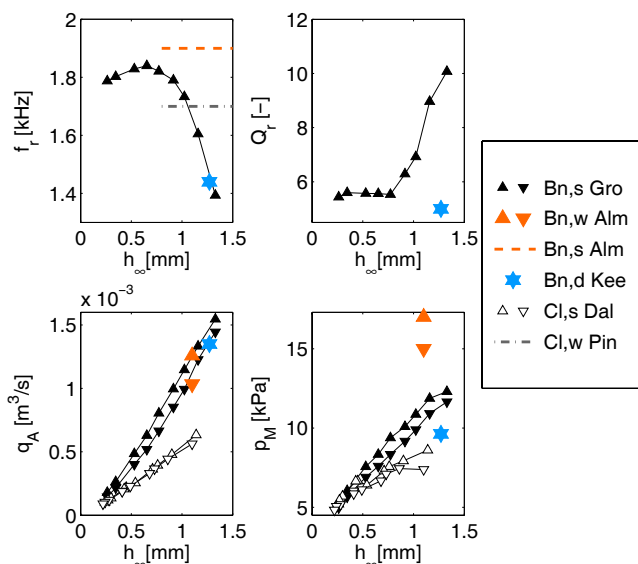 1.8
1.6
1.4
2
f_r [kHz]
0 0.5 1 1.5
h_∞[mm]
6
8
10
12
Q_r [-]
0 0.5 1 1.5
h_∞[mm]
x 10^-3
1.5
1
0.5
0
q_A [m³/s]
0 0.5 1 1.5
h_∞[mm]
15
10
5
p_M [kPa]
0 0.5 1 1.5
h_∞[mm]
Bn,s Gro
Bn,w Alm
Bn,s Alm
Bn,d Kee
Cl,s Dal
Cl,w Pin